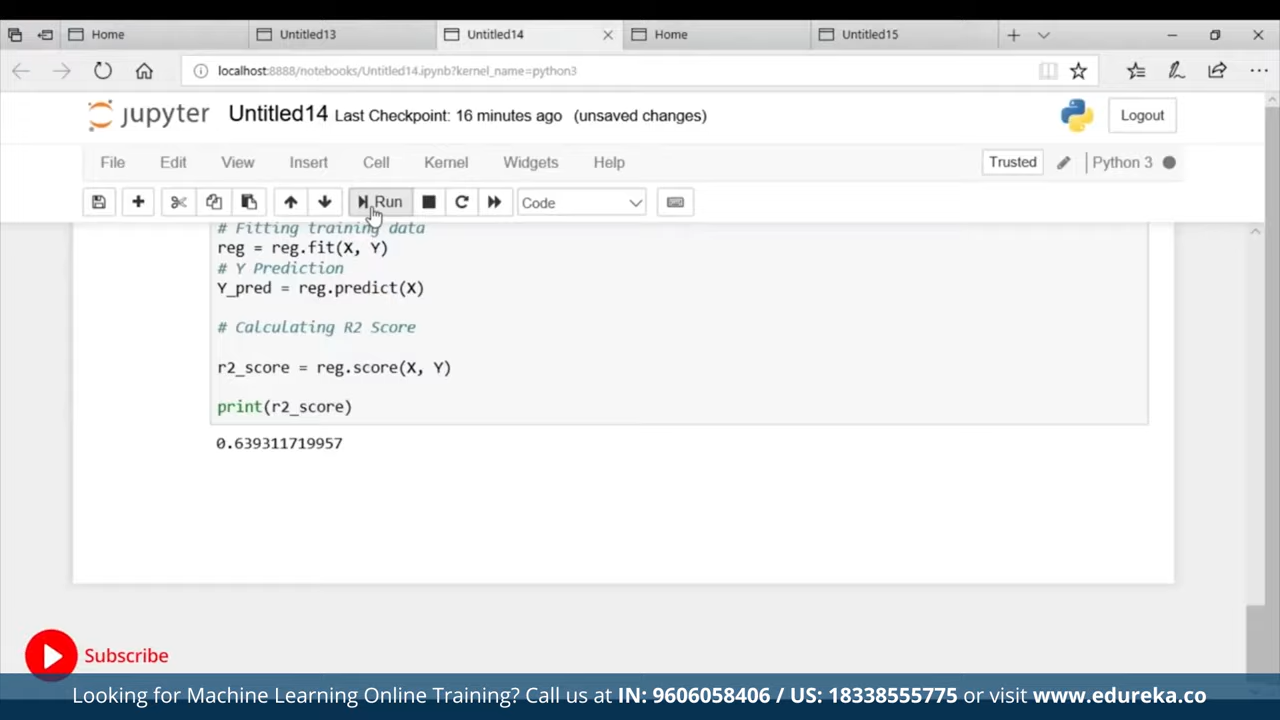 Home
Untitled13
Untitled14
Home
Untitled15
localhost:8888/notebooks/Untitled14.ipynb?kernel_name=python3
jupyter Untitled14 Last Checkpoint: 16 minutes ago (unsaved changes)
Logout
File Edit View Insert Cell Kernel Widgets Help
Trusted
Python 3
Run
Code
# Fitting training data
reg = reg.fit(X, Y)
# Y Prediction
Y_pred = reg.predict(X)
# Calculating R2 Score
r2_score = reg.score(X, Y)
print(r2_score)
0.639311719957
Subscribe
Looking for Machine Learning Online Training? Call us at IN: 9606058406 / US: 18338555775 or visit www.edureka.co